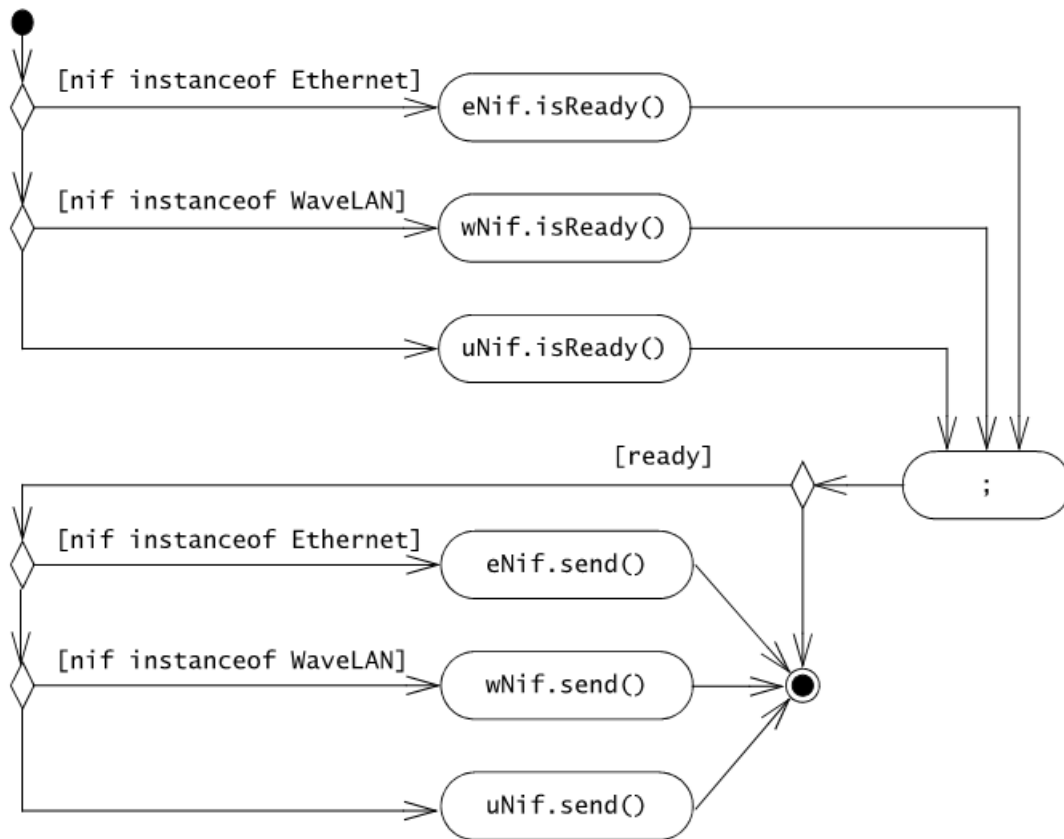 [nif instanceof Ethernet]
eNif.isReady()
[nif instanceof WaveLAN]
wNif.isReady()
uNif.isReady()
[ready]
;
[nif instanceof Ethernet]
eNif.send()
[nif instanceof WaveLAN]
wNif.send()
uNif.send()